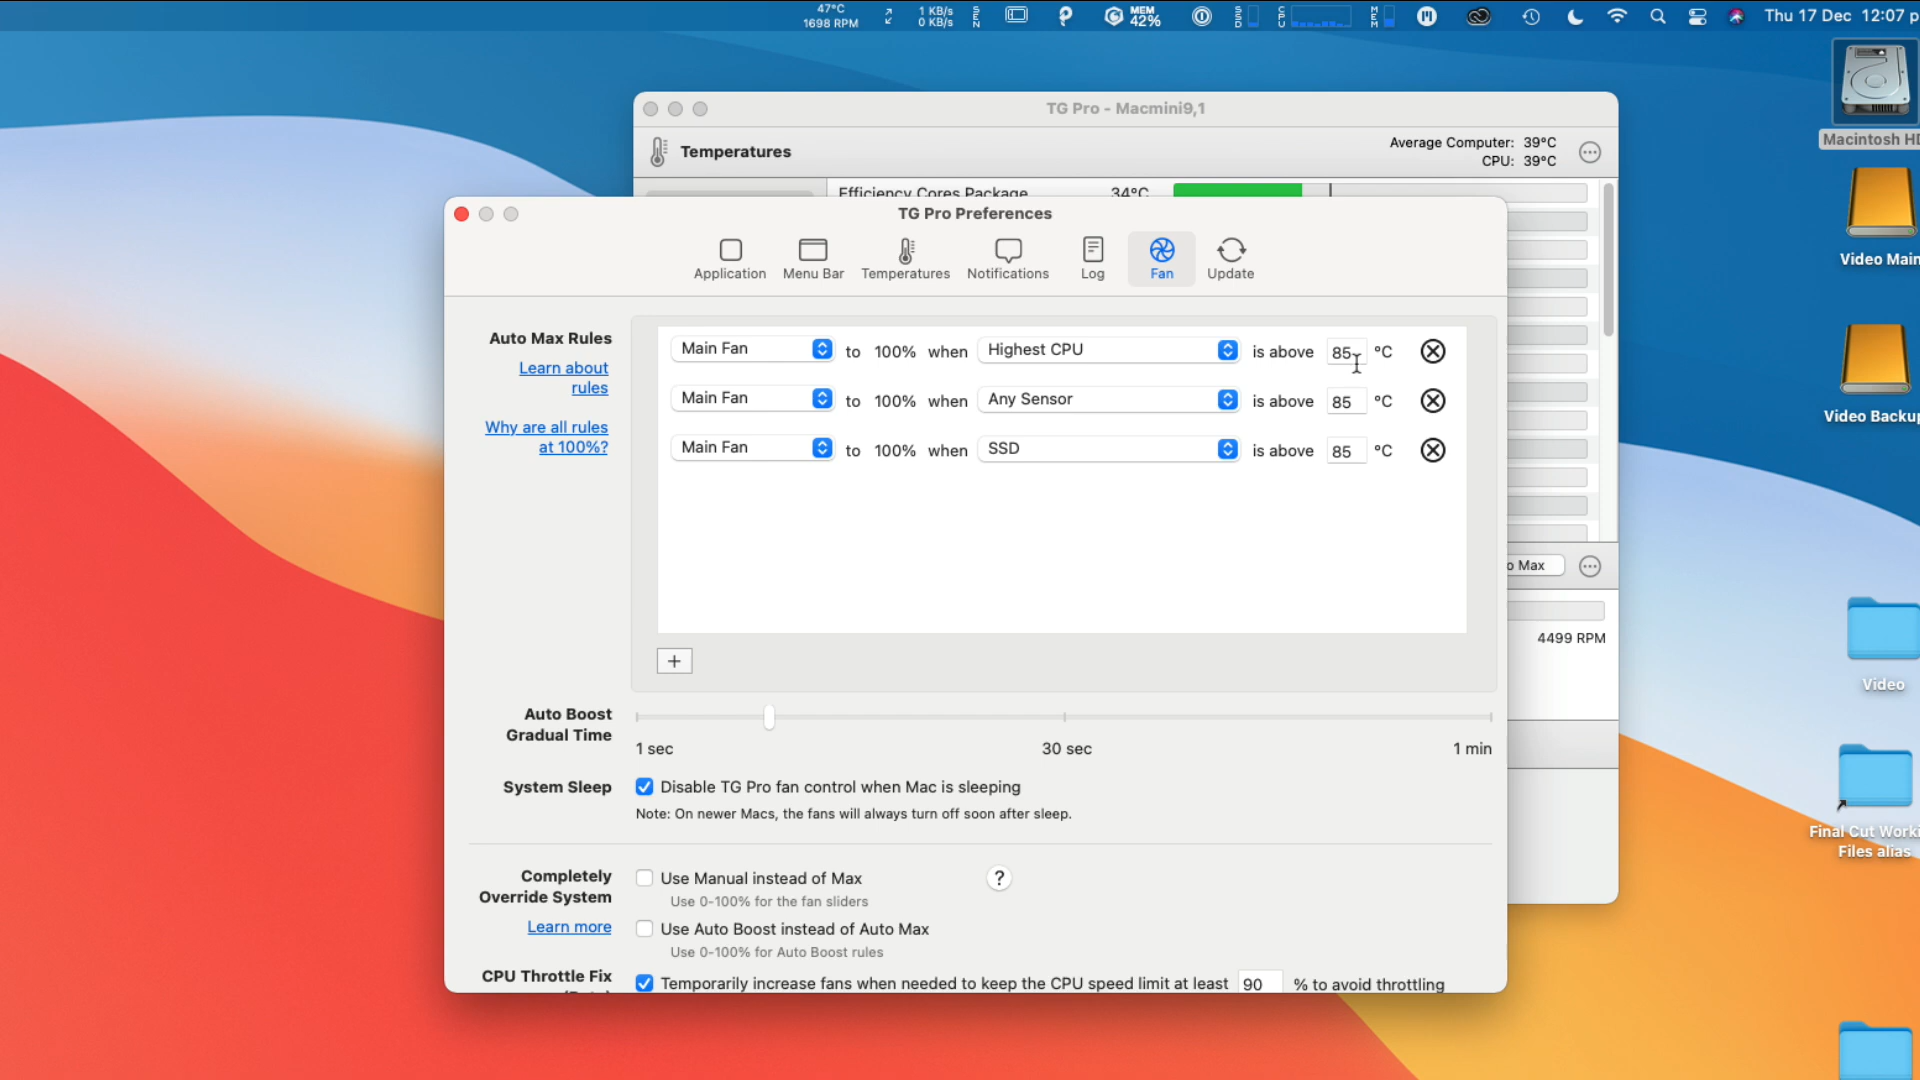 47°C
1698 RPM
1 KB/s
0 KB/s
SEN
MEM
42%
SSD
CPU
MEM
Thu 17 Dec 12:07 p
Macintosh HD
TG Pro - Macmini9,1
Temperatures
Average Computer: 39°C
CPU: 39°C
Efficiency Cores Package 34°C
TG Pro Preferences
Application
Menu Bar
Temperatures
Notifications
Log
Fan
Update
Video Main
Auto Max Rules
Learn about
rules
Why are all rules
at 100%?
Main Fan to 100% when Highest CPU is above 85 °C
Main Fan to 100% when Any Sensor is above 85 °C
Main Fan to 100% when SSD is above 85 °C
+
Video Backup
o Max
4499 RPM
Video
Auto Boost
Gradual Time
1 sec
30 sec
1 min
System Sleep
Disable TG Pro fan control when Mac is sleeping
Note: On newer Macs, the fans will always turn off soon after sleep.
Final Cut Worki
Files alias
Completely
Override System
Learn more
Use Manual instead of Max
?
Use 0-100% for the fan sliders
Use Auto Boost instead of Auto Max
Use 0-100% for Auto Boost rules
CPU Throttle Fix
Temporarily increase fans when needed to keep the CPU speed limit at least 90 % to avoid throttling